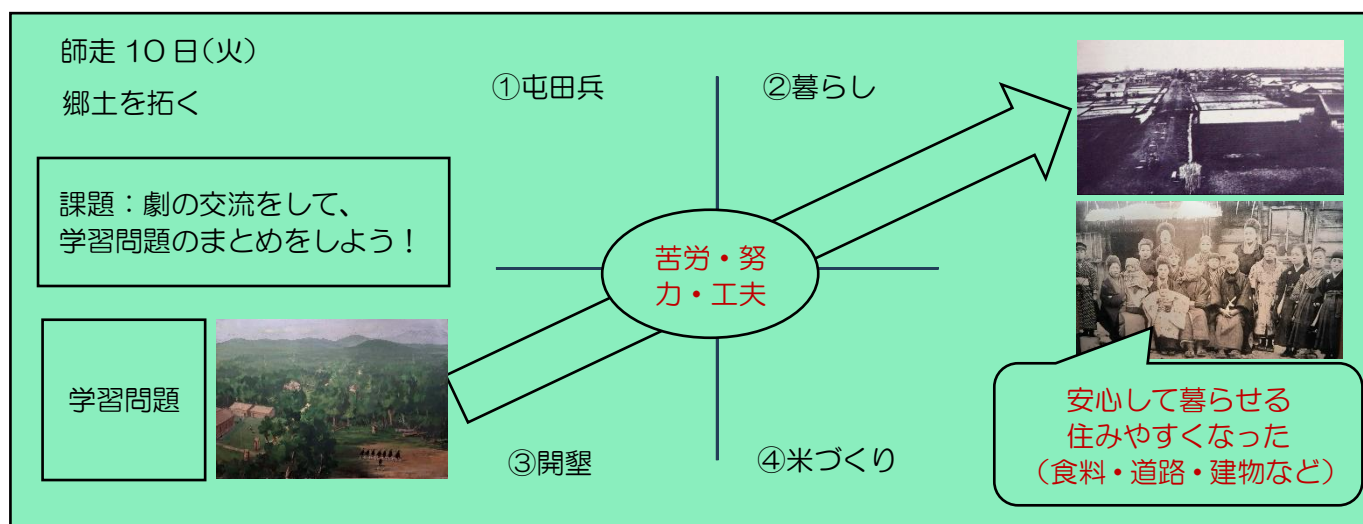 師走 10 日(火)
郷土を拓く
課題：劇の交流をして、
学習問題のまとめをしよう！
学習問題
①屯田兵
②暮らし
苦労・努
力・工夫
③開墾
④米づくり
安心して暮らせる
住みやすくなった
（食料・道路・建物など）